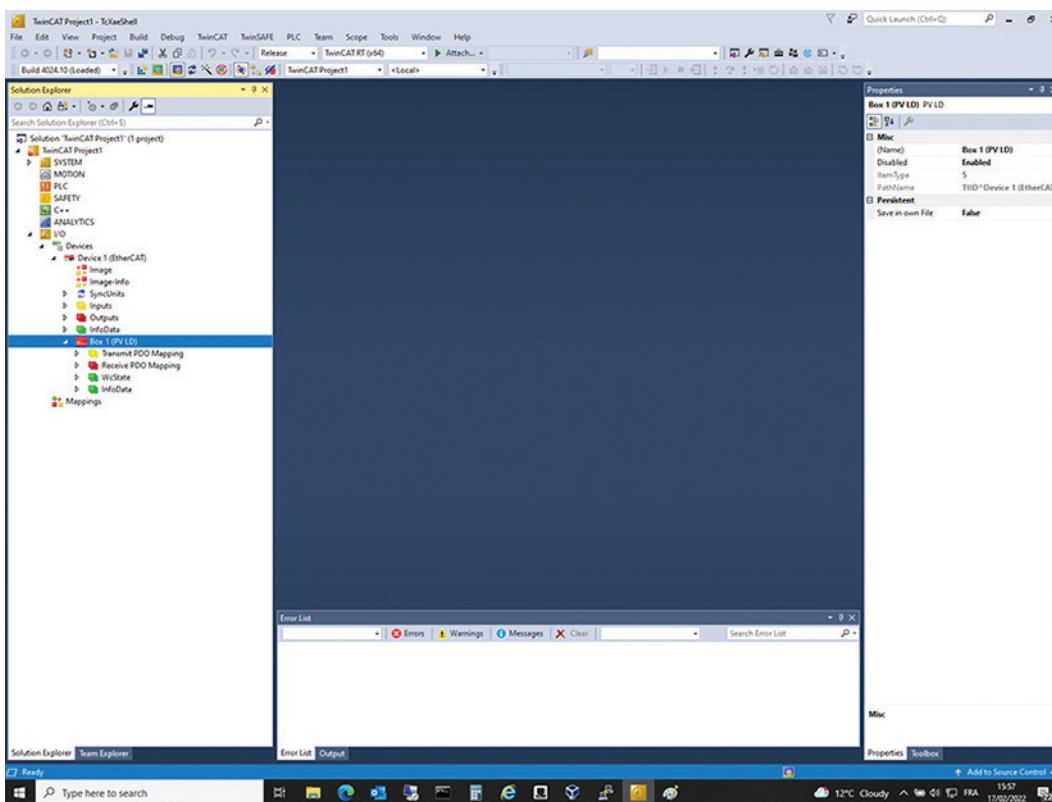 TwinCAT Project1 - TcXaeShell
Quick Launch (Ctrl+Q)
File Edit View Project Build Debug TwinCAT TwinSAFE PLC Team Scope Tools Window Help
Release TwinCAT RT (x64) Attach...
Build 4024.10 (Loaded) TwinCAT Project1 <Local>
Solution Explorer
Search Solution Explorer (Ctrl+S)
Solution 'TwinCAT Project1' (1 project)
TwinCAT Project1
SYSTEM
MOTION
PLC
SAFETY
C++
ANALYTICS
I/O
Devices
Device 1 (EtherCAT)
Image
Image-Info
SyncUnits
Inputs
Outputs
InfoData
Box 1 (PV LD)
Transmit PDO Mapping
Receive PDO Mapping
WcState
InfoData
Mappings
Solution Explorer Team Explorer
Error List
Errors Warnings Messages Clear Search Error List
Error List Output
Properties
Box 1 (PV LD) PV LD
Misc
(Name) Box 1 (PV LD)
Disabled Enabled
ItemType 5
PathName TIID^Device 1 (EtherCA
Persistent
Save in own File False
Misc
Properties Toolbox
Ready Add to Source Control
Type here to search 12°C Cloudy FRA 15:57
17/02/2022